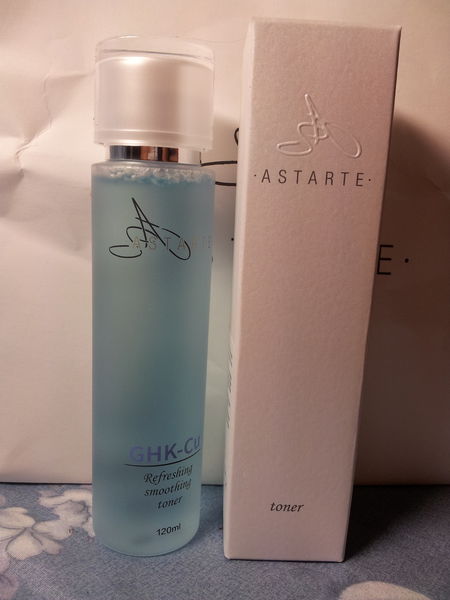 ASTARTE
GHK-Cu
Refreshing
smoothing
toner
120ml
·ASTARTE·
toner
E·